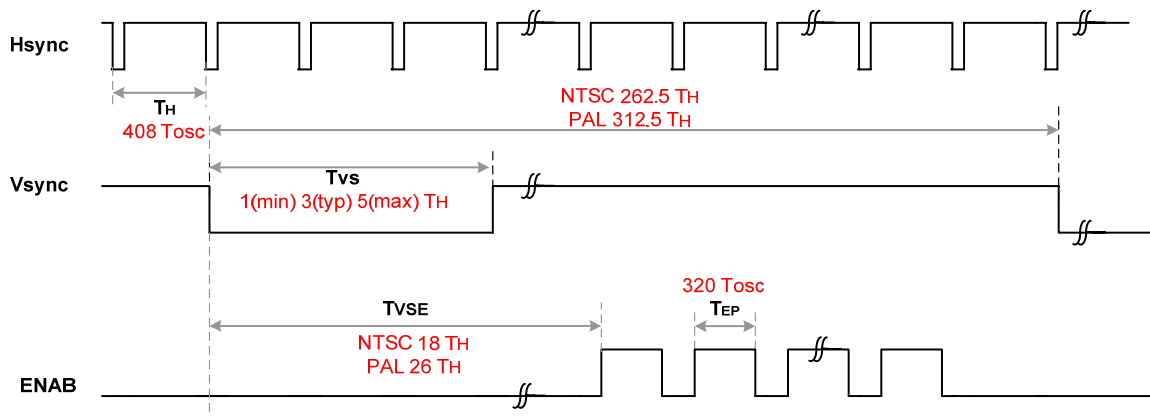 Hsync
TH
408 Tosc
NTSC 262.5 TH
PAL 312.5 TH
Vsync
TVS
1(min) 3(typ) 5(max) TH
320 Tosc
TVSE
TEP
NTSC 18 TH
PAL 26 TH
ENAB